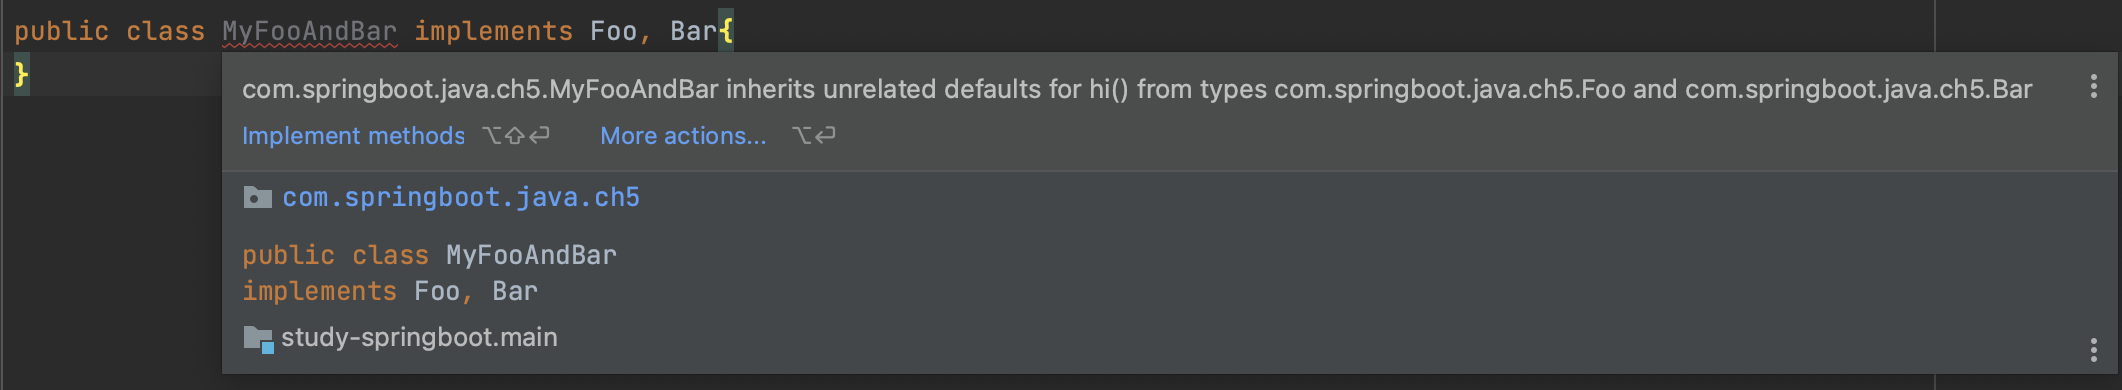 public class MyFooAndBar implements Foo, Bar{
}
com.springboot.java.ch5.MyFooAndBar inherits unrelated defaults for hi() from types com.springboot.java.ch5.Foo and com.springboot.java.ch5.Bar
Implement methods ⌥⇧⏎ More actions... ⌥⏎
com.springboot.java.ch5
public class MyFooAndBar
implements Foo, Bar
study-springboot.main